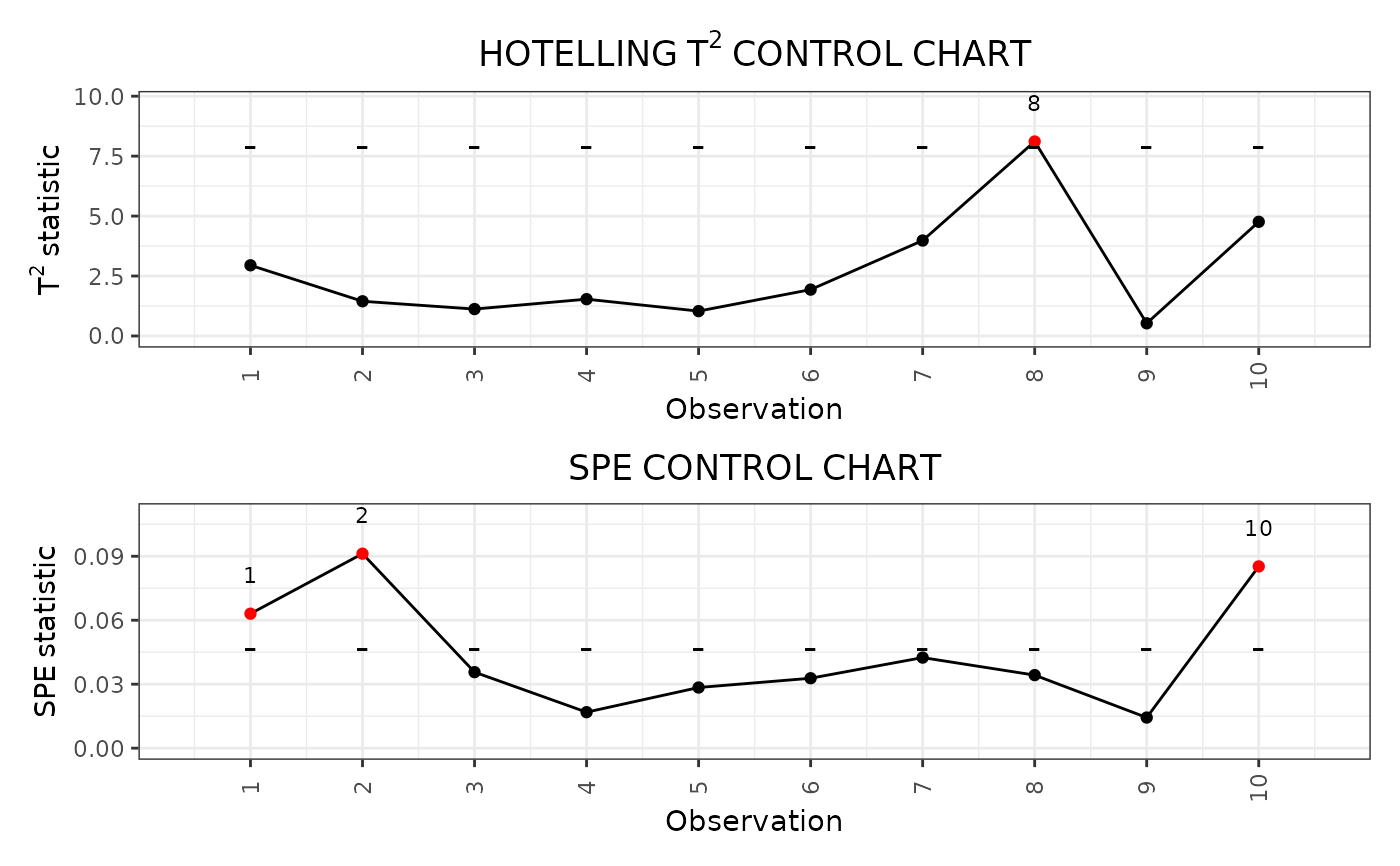 HOTELLING T² CONTROL CHART
10.0
7.5
5.0
2.5
0.0
T² statistic
8
1 2 3 4 5 6 7 8 9 10
Observation
SPE CONTROL CHART
0.09
0.06
0.03
0.00
SPE statistic
1
2
10
1 2 3 4 5 6 7 8 9 10
Observation